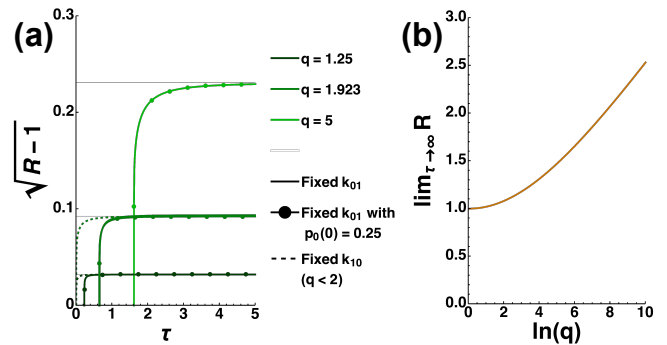 (a)
0.3
0.2
0.1
0
√R − 1
0 1 2 3 4 5
τ
q = 1.25
q = 1.923
q = 5
Fixed k₀₁
Fixed k₀₁ with
p₀(0) = 0.25
Fixed k₁₀
(q < 2)
(b)
3.0
2.5
2.0
1.5
1.0
0.5
0.0
lim_τ→∞ R
0 2 4 6 8 10
ln(q)